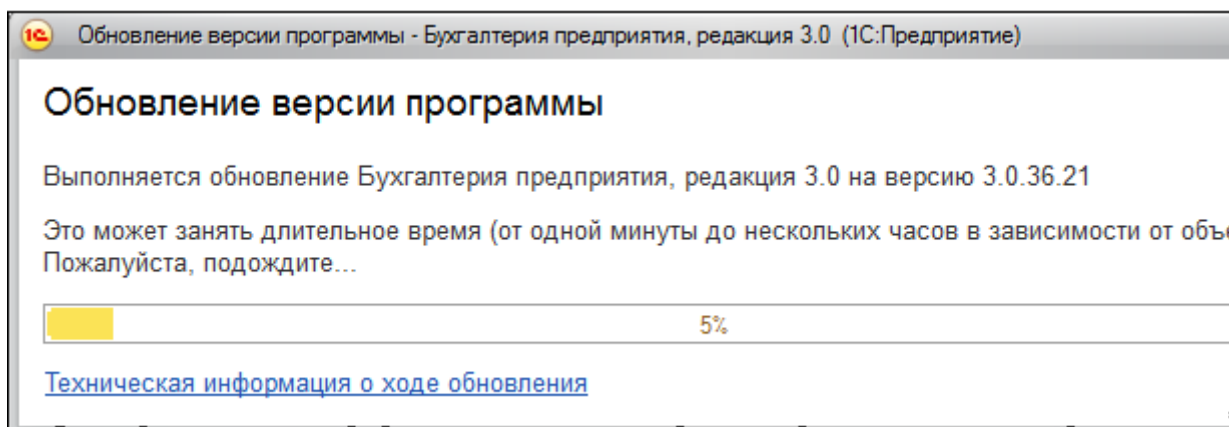 1С Обновление версии программы - Бухгалтерия предприятия, редакция 3.0 (1С:Предприятие)
Обновление версии программы
Выполняется обновление Бухгалтерия предприятия, редакция 3.0 на версию 3.0.36.21
Это может занять длительное время (от одной минуты до нескольких часов в зависимости от
Пожалуйста, подождите...
5%
Техническая информация о ходе обновления